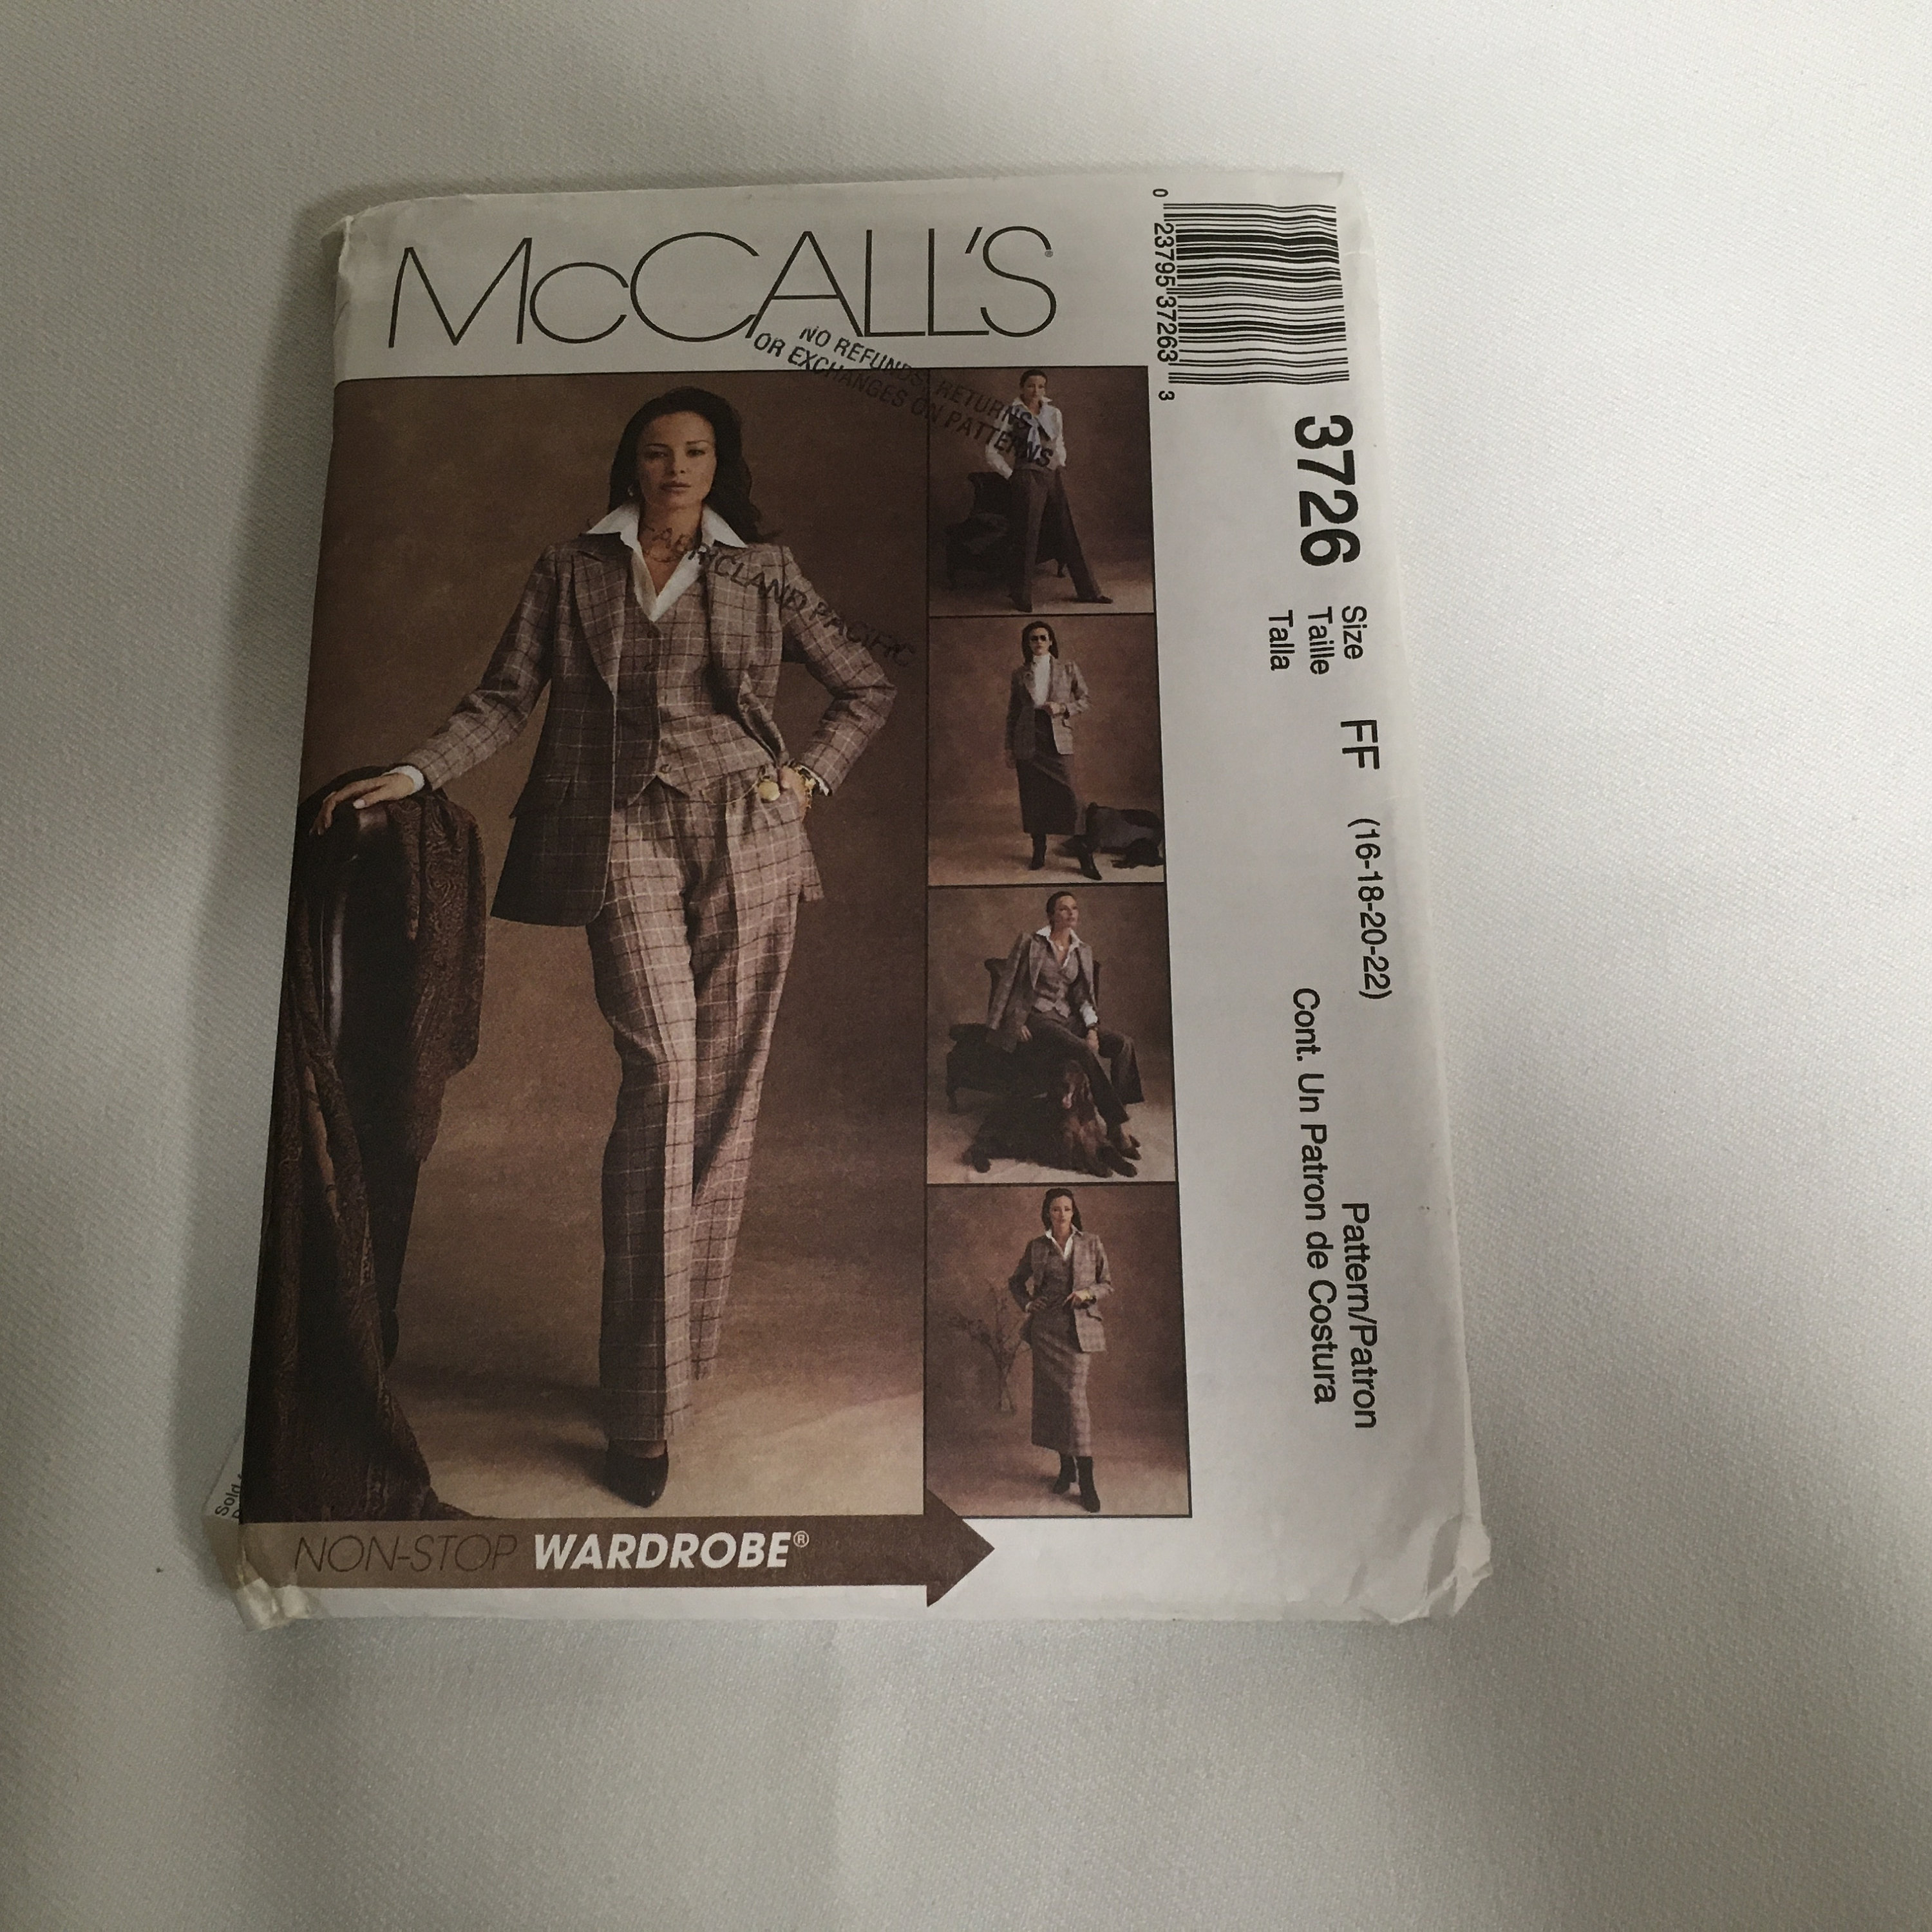 McCALL'S®
NO REFUNDS, RETURNS
OR EXCHANGES ON PATTERNS
FABRICLAND PACIFIC
0 23795 37263 3
3726
Size FF (16-18-20-22) Pattern/Patron
Taille
Talla
Cont. Un Patron de Costura
Sold
NON-STOP WARDROBE®